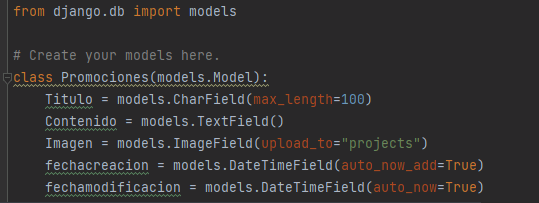 from django.db import models
# Create your models here.
class Promociones(models.Model):
Titulo = models.CharField(max_length=100)
Contenido = models.TextField()
Imagen = models.ImageField(upload_to="projects")
fechacreacion = models.DateTimeField(auto_now_add=True)
fechamodificacion = models.DateTimeField(auto_now=True)